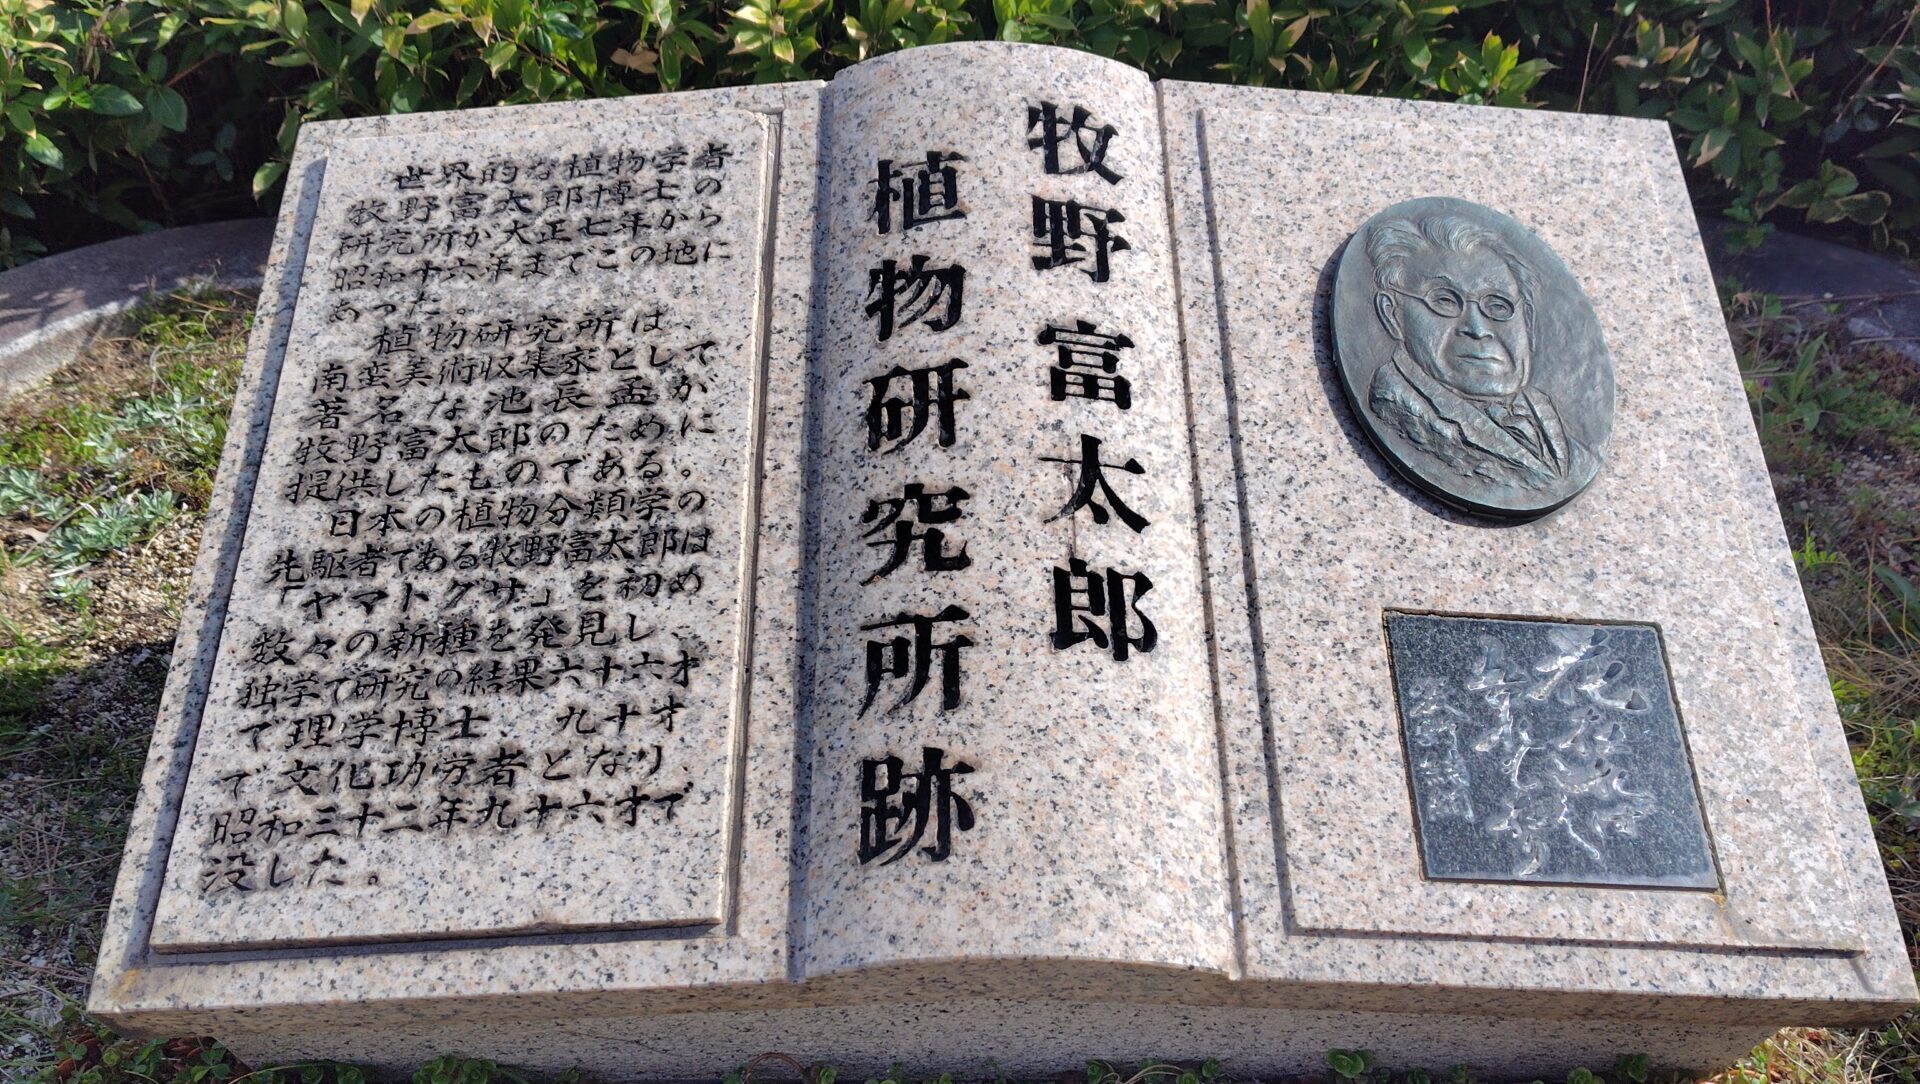 牧野富太郎
植物研究所跡
世界的な植物学者
牧野富太郎博士の
研究所が大正七年から
昭和十六年までこの地に
あった。
植物研究所は、
南蛮美術収集家として
著名な池長孟が
牧野富太郎のために
提供したものである。
日本の植物分類学の
先駆者である牧野富太郎は
「ヤマトグサ」を初め
数々の新種を発見し、
独学で研究の結果六十六才
で理学博士、九十才
で文化功労者となり、
昭和三十二年九十六才で
没した。